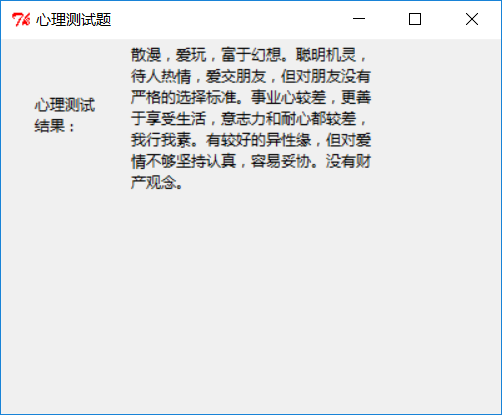 心理测试题
散漫，爱玩，富于幻想。聪明机灵，
待人热情，爱交朋友，但对朋友没有
严格的选择标准。事业心较差，更善
于享受生活，意志力和耐心都较差，
我行我素。有较好的异性缘，但对爱
情不够坚持认真，容易妥协。没有财
产观念。
心理测试
结果：